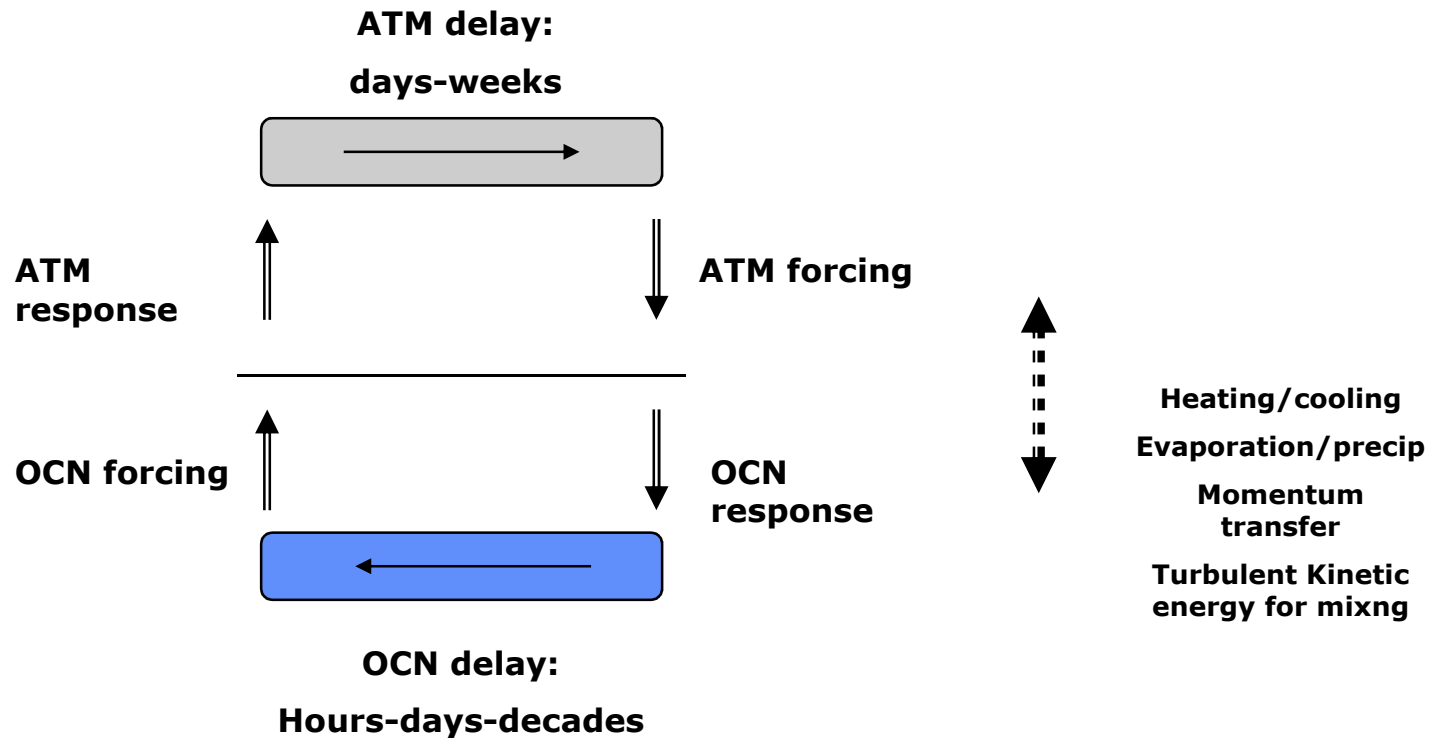 ATM delay:
days-weeks
ATM
response
ATM forcing
OCN forcing
OCN
response
OCN delay:
Hours-days-decades
Heating/cooling
Evaporation/precip
Momentum
transfer
Turbulent Kinetic
energy for mixng